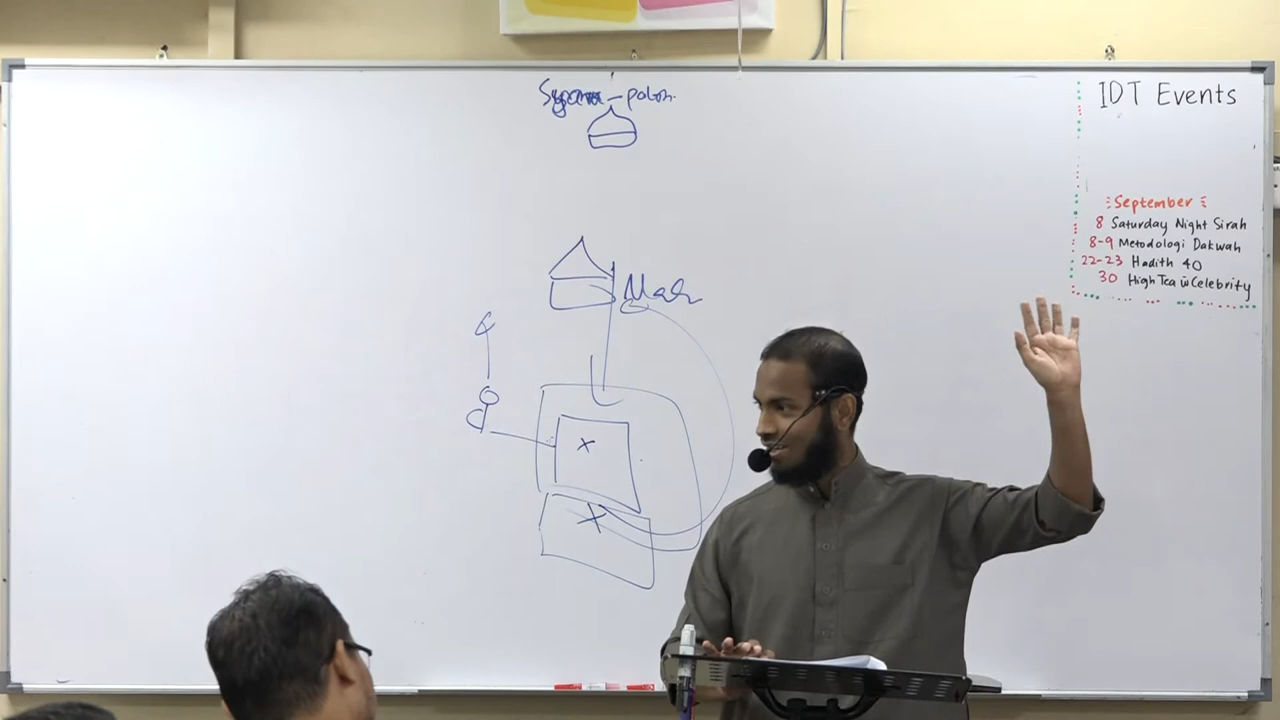 IDT Events
September
8 Saturday Night Sirah
8-9 Metodologi Dakwah
22-23 Hadith 40
30 High Tea w Celebrity